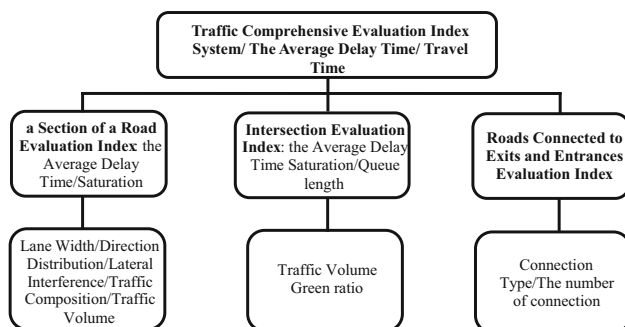 Traffic Comprehensive Evaluation Index
System/ The Average Delay Time/ Travel
Time
a Section of a Road
Evaluation Index: the
Average Delay
Time/Saturation
Intersection Evaluation
Index: the Average Delay
Time Saturation/Queue
length
Roads Connected to
Exits and Entrances
Evaluation Index
Lane Width/Direction
Distribution/Lateral
Interference/Traffic
Composition/Traffic
Volume
Traffic Volume
Green ratio
Connection
Type/The number
of connection